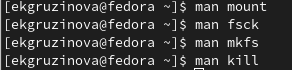 [ekgruzinova@fedora ~]$ man mount
[ekgruzinova@fedora ~]$ man fsck
[ekgruzinova@fedora ~]$ man mkfs
[ekgruzinova@fedora ~]$ man kill